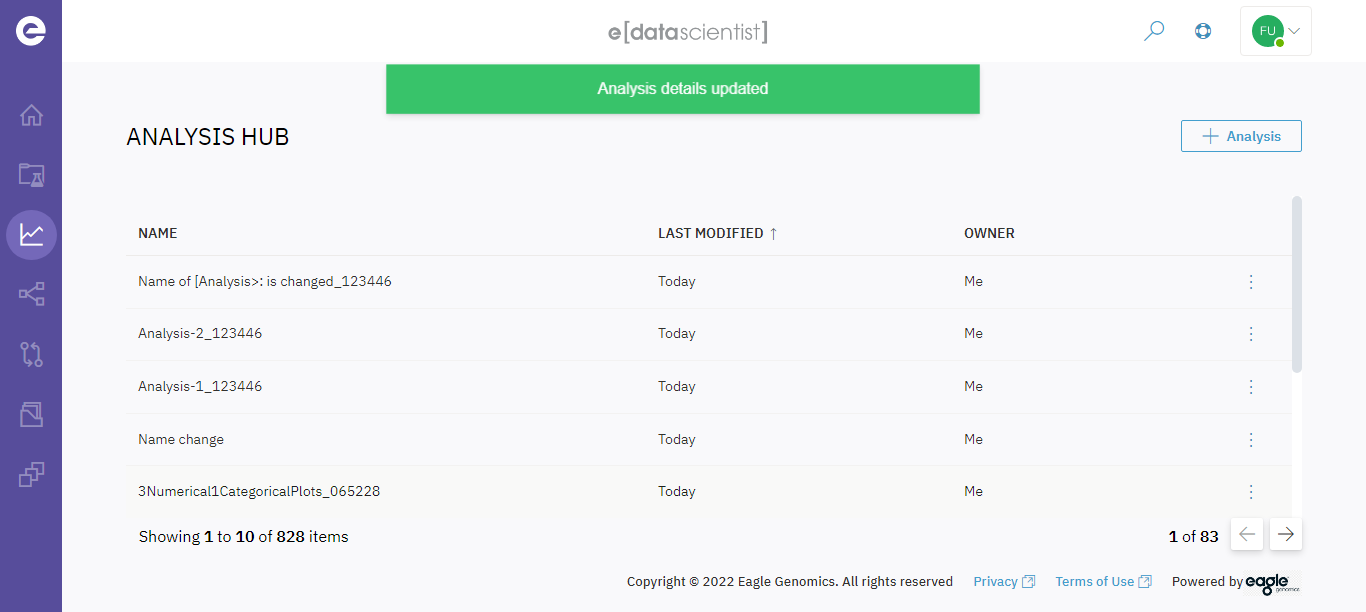 e[datascientist]
FU
Analysis details updated
ANALYSIS HUB
Analysis
NAME LAST MODIFIED ↑ OWNER
Name of [Analysis>: is changed_123446 Today Me
Analysis-2_123446 Today Me
Analysis-1_123446 Today Me
Name change Today Me
3Numerical1CategoricalPlots_065228 Today Me
Showing 1 to 10 of 828 items 1 of 83
Copyright © 2022 Eagle Genomics. All rights reserved Privacy Terms of Use Powered by eagle genomics